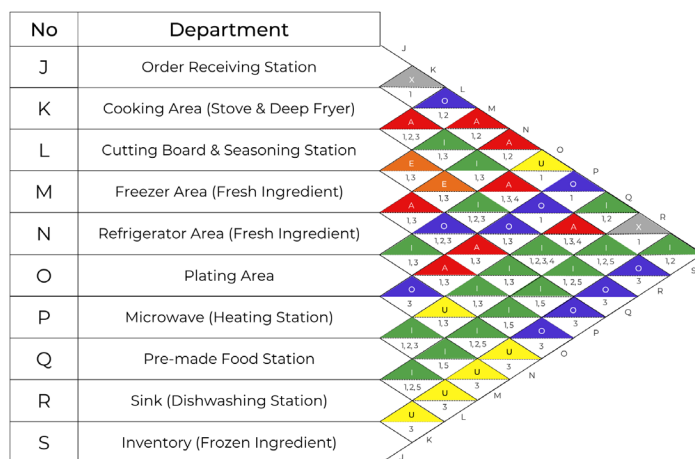 No Department
J
J Order Receiving Station
K
X
L
1
O
K Cooking Area (Stove & Deep Fryer) M
1,2
A A
N
1,2,3 1,2
I A
L Cutting Board & Seasoning Station O
1,3 1,2
E I U
P
1,3 1,3
E A O
M Freezer Area (Fresh Ingredient) Q
1,3 1,3,4 1
A O I
1,3 1 1,2
R
O O A X
N Refrigerator Area (Fresh Ingredient)
1,2,3 1,3 1,3,4 1
I A I I I
1,3 1,3 1,2,3,4 1,2,5 1,2
A I I O S
O Plating Area
1,3 1,3 1,2,5 3
O I I O R
3 1,3 1,5 3
U I O Q
P Microwave (Heating Station)
1,3 1,5 3
I I O P
1,2,3 1,2,5 3
I U O
Q Pre-made Food Station
1,5 3
I U N
1,2,5 3
U M
R Sink (Dishwashing Station)
3
U L
3
K
S Inventory (Frozen Ingredient)
J